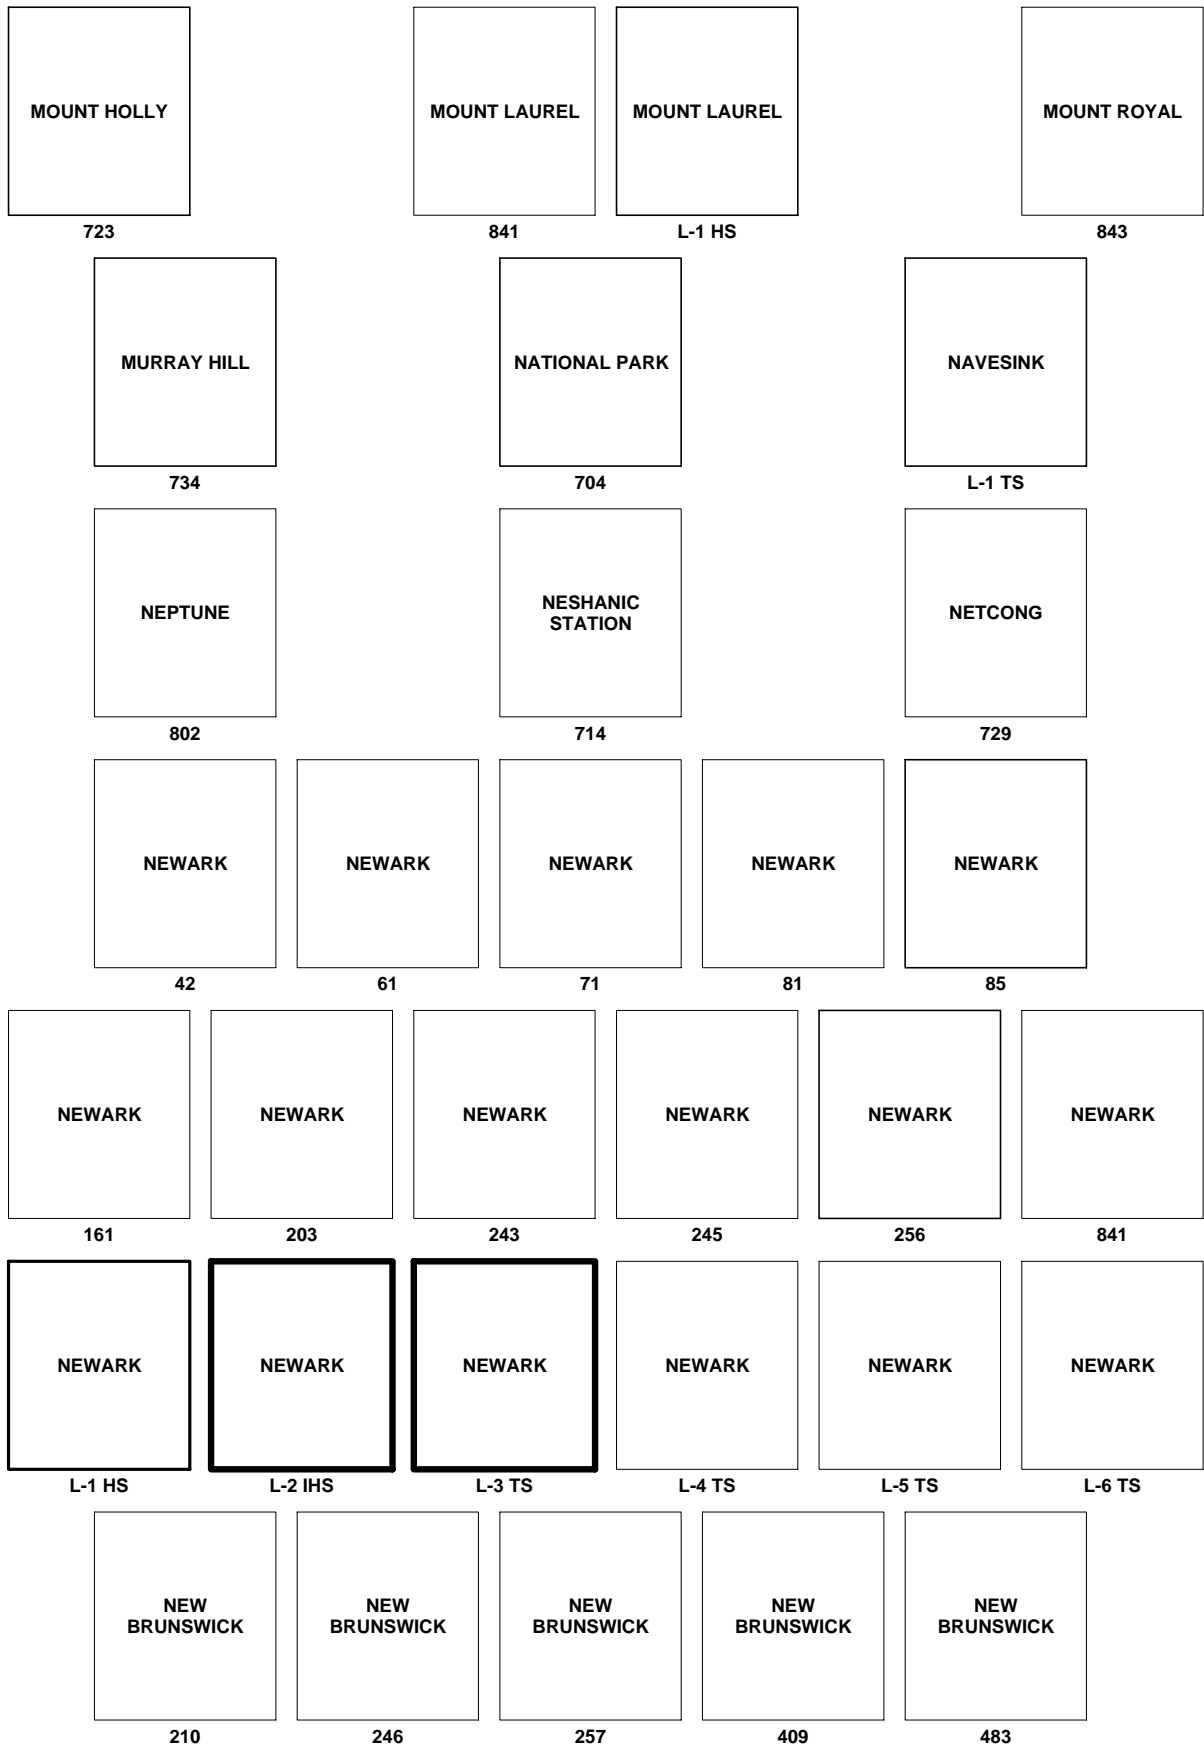 MOUNT HOLLY
MOUNT LAUREL
MOUNT LAUREL
MOUNT ROYAL
723
841
L-1 HS
843
MURRAY HILL
NATIONAL PARK
NAVESINK
734
704
L-1 TS
NEPTUNE
NESHANIC
STATION
NETCONG
802
714
729
NEWARK
NEWARK
NEWARK
NEWARK
NEWARK
42
61
71
81
85
NEWARK
NEWARK
NEWARK
NEWARK
NEWARK
NEWARK
161
203
243
245
256
841
NEWARK
NEWARK
NEWARK
NEWARK
NEWARK
NEWARK
L-1 HS
L-2 IHS
L-3 TS
L-4 TS
L-5 TS
L-6 TS
NEW
BRUNSWICK
NEW
BRUNSWICK
NEW
BRUNSWICK
NEW
BRUNSWICK
NEW
BRUNSWICK
210
246
257
409
483